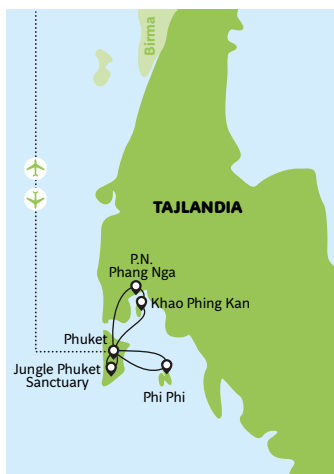 Birma
TAJLANDIA
P.N.
Phang Nga
Khao Phing Kan
Phuket
Jungle Phuket
Sanctuary
Phi Phi